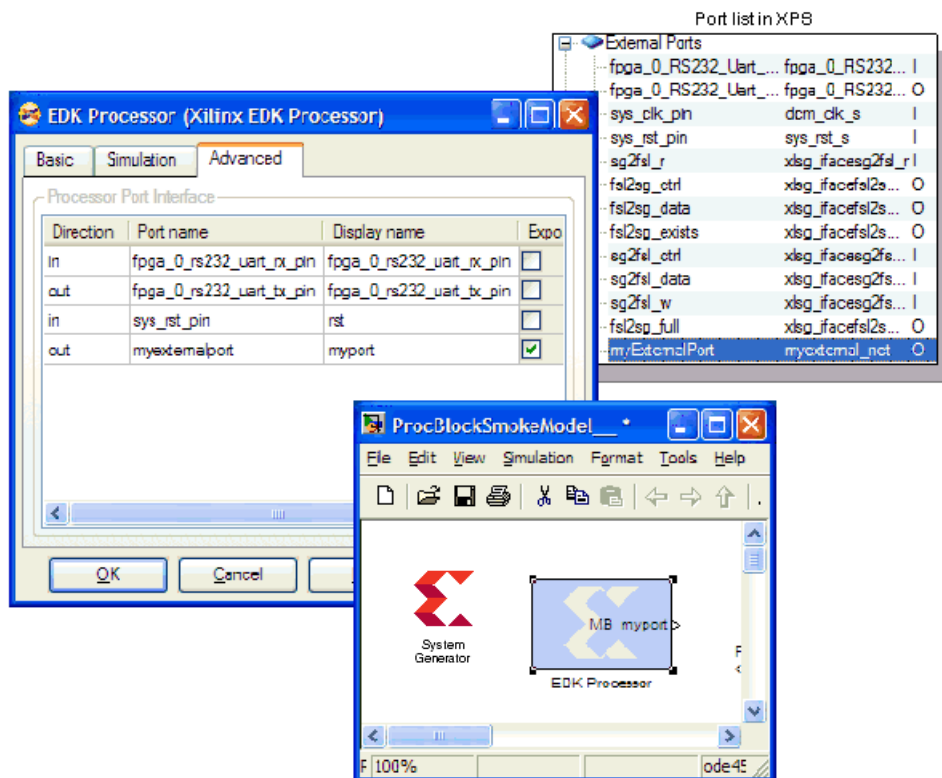 Port list in XPS
External Ports
fpga_0_RS232_Uart_... fpga_0_RS232... I
fpga_0_RS232_Uart_... fpga_0_RS232... O
sys_clk_pin dcm_clk_s I
sys_rst_pin sys_rst_s I
sg2fsl_r xlsg_ifacesg2fsl_r I
fsl2sg_ctrl xlsg_ifacefsl2s... O
fsl2sg_data xlsg_ifacefsl2s... O
fsl2sg_exists xlsg_ifacefsl2s... O
sg2fsl_ctrl xlsg_ifacesg2fs... I
sg2fsl_data xlsg_ifacesg2fs... I
sg2fsl_w xlsg_ifacesg2fs... I
fsl2sg_full xlsg_ifacefsl2s... O
myExternalPort myexternal_net O
EDK Processor (Xilinx EDK Processor)
Basic Simulation Advanced
Processor Port Interface
Direction Port name Display name Expo
in fpga_0_rs232_uart_rx_pin fpga_0_rs232_uart_rx_pin
out fpga_0_rs232_uart_tx_pin fpga_0_rs232_uart_tx_pin
in sys_rst_pin rst
out myexternalport myport
OK Cancel
ProcBlockSmokeModel__ *
File Edit View Simulation Format Tools Help
MB myport
System
Generator
EDK Processor
F 100% ode45